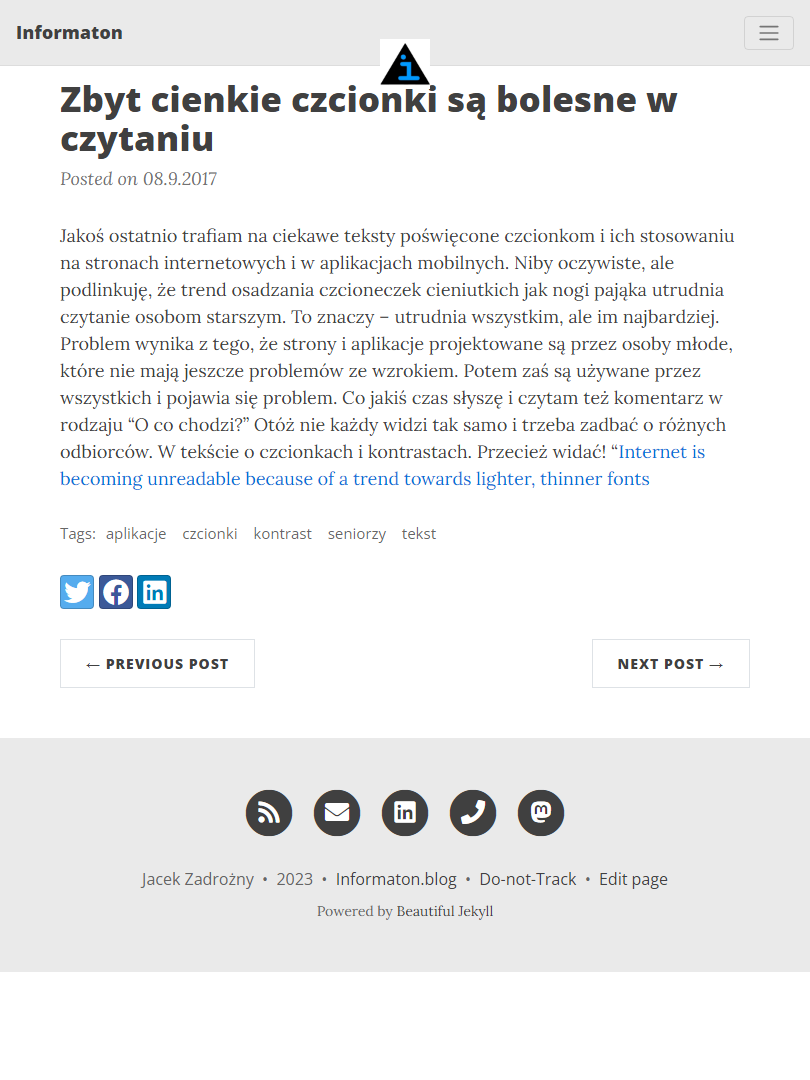 Informaton
Zbyt cienkie czcionki są bolesne w
czytaniu
Posted on 08.9.2017
Jakoś ostatnio trafiam na ciekawe teksty poświęcone czcionkom i ich stosowaniu
na stronach internetowych i w aplikacjach mobilnych. Niby oczywiste, ale
podlinkuję, że trend osadzania czcioneczek cieniutkich jak nogi pająka utrudnia
czytanie osobom starszym. To znaczy – utrudnia wszystkim, ale im najbardziej.
Problem wynika z tego, że strony i aplikacje projektowane są przez osoby młode,
które nie mają jeszcze problemów ze wzrokiem. Potem zaś są używane przez
wszystkich i pojawia się problem. Co jakiś czas słyszę i czytam też komentarz w
rodzaju “O co chodzi?” Otóż nie każdy widzi tak samo i trzeba zadbać o różnych
odbiorców. W tekście o czcionkach i kontrastach. Przecież widać! “Internet is
becoming unreadable because of a trend towards lighter, thinner fonts
Tags: aplikacje czcionki kontrast seniorzy tekst
← PREVIOUS POST NEXT POST →
Jacek Zadrożny • 2023 • Informaton.blog • Do-not-Track • Edit page
Powered by Beautiful Jekyll